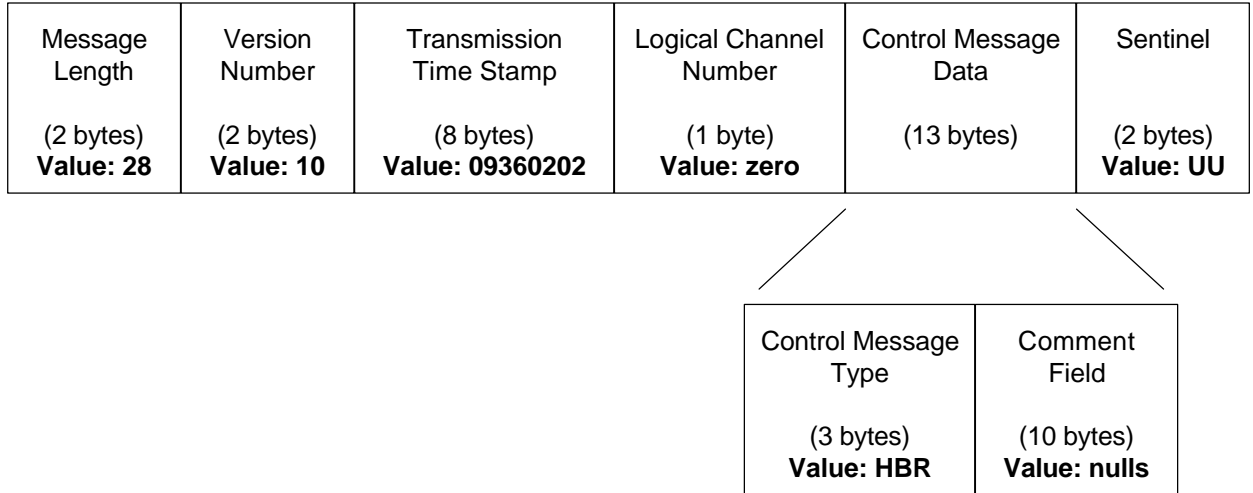 Message
Length
(2 bytes)
Value: 28
Version
Number
(2 bytes)
Value: 10
Transmission
Time Stamp
(8 bytes)
Value: 09360202
Logical Channel
Number
(1 byte)
Value: zero
Control Message
Data
(13 bytes)
Sentinel
(2 bytes)
Value: UU
Control Message
Type
(3 bytes)
Value: HBR
Comment
Field
(10 bytes)
Value: nulls